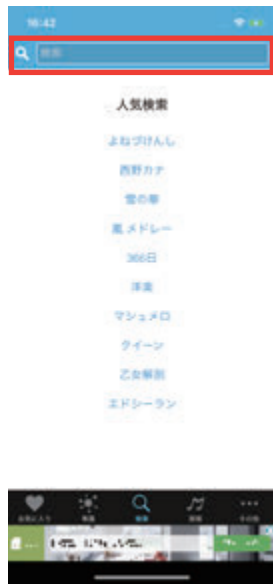 16:42
検索
人気検索
よねづけんし
西野カナ
雪の華
嵐 メドレー
366日
洋楽
マシュメロ
クイーン
乙女解剖
エドシーラン
お気に入り
検索
その他